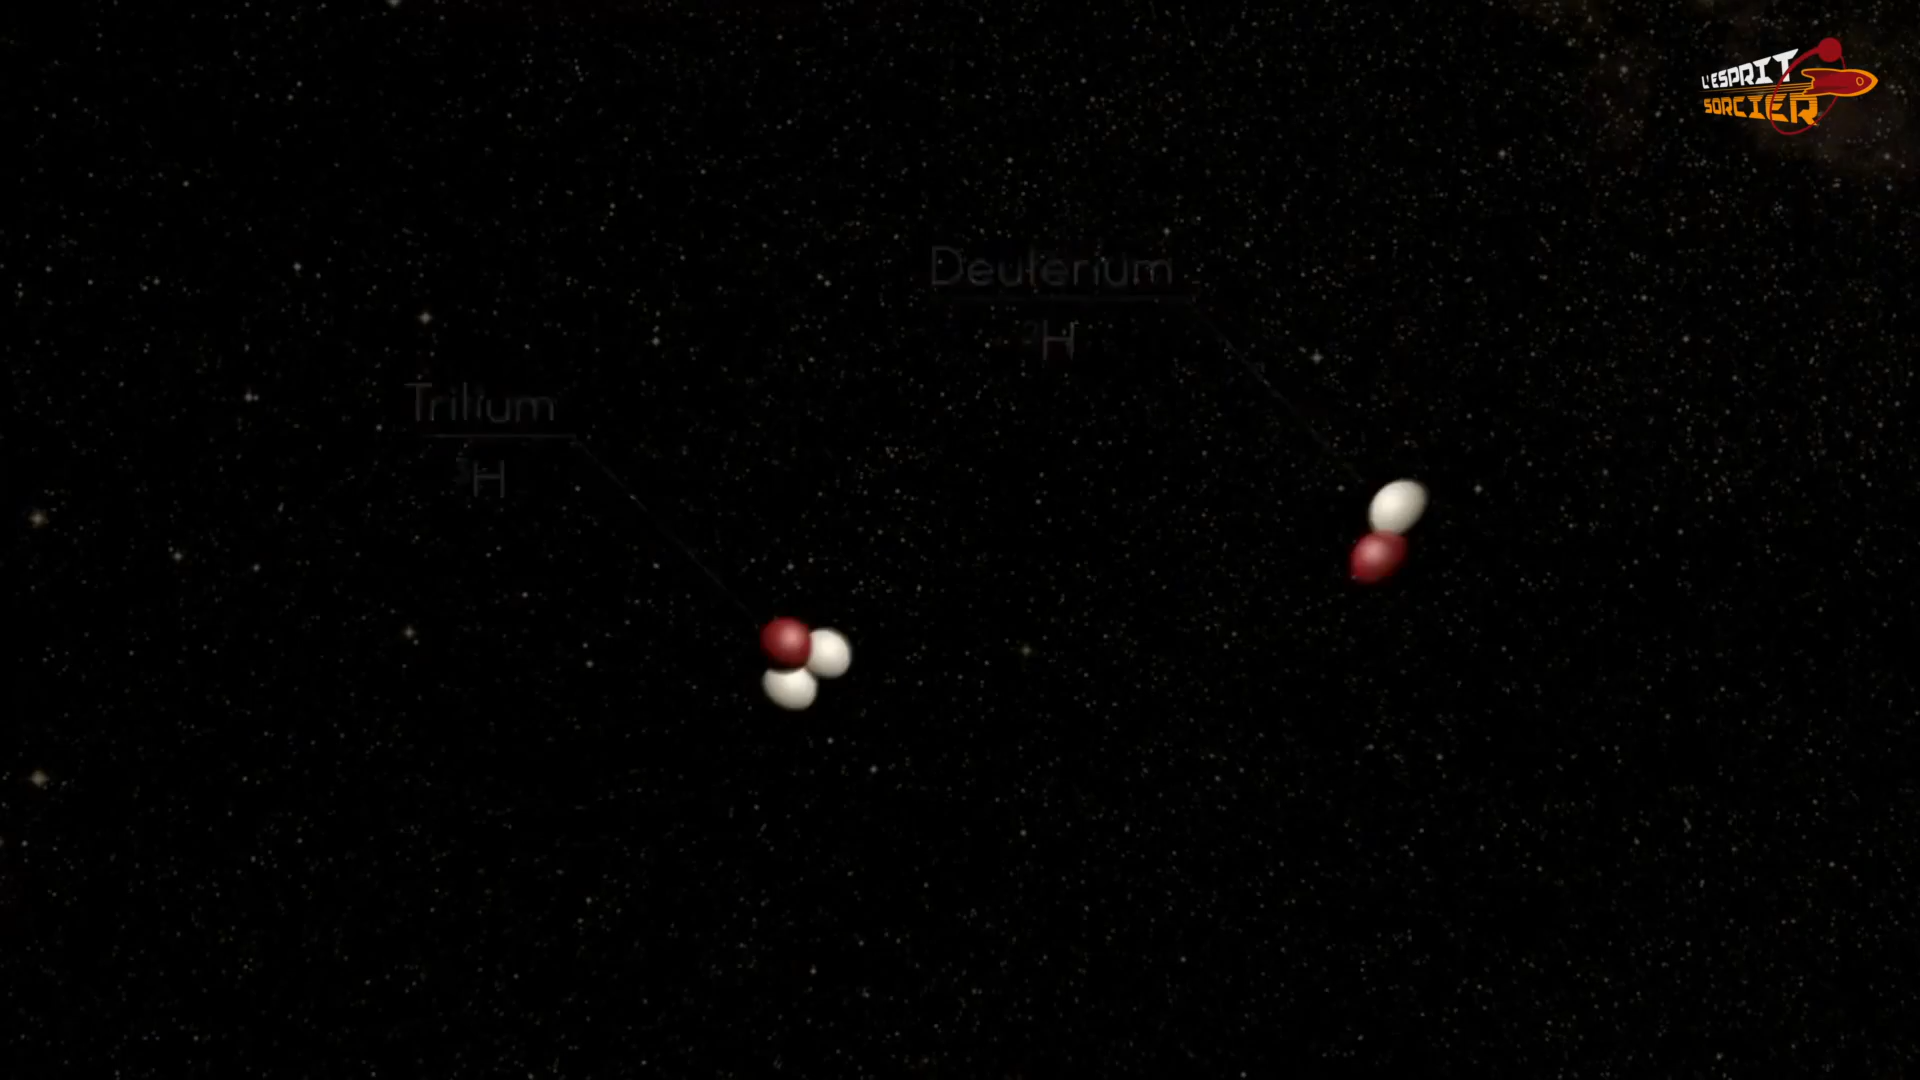 L'ESPRIT
SORCIER
Deuterium
²H
Tritium
³H